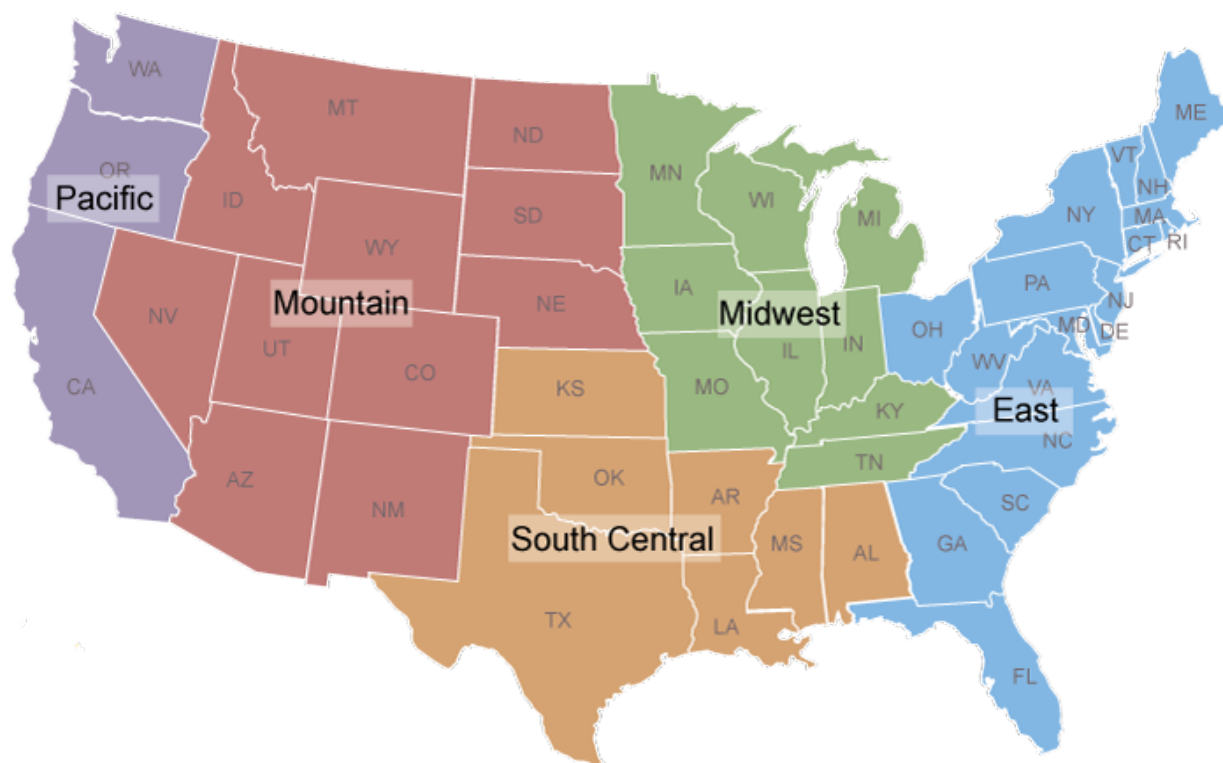 WA
MT
ND
MN
ME
VT
NH
OR
Pacific
ID
SD
WI
MI
NY
MA
CT
RI
WY
Mountain
NE
IA
Midwest
PA
NJ
OH
MD
DE
NV
UT
CO
IL
IN
WV
VA
CA
KS
MO
KY
East
NC
TN
AZ
NM
OK
AR
SC
South Central
MS
AL
GA
TX
LA
FL